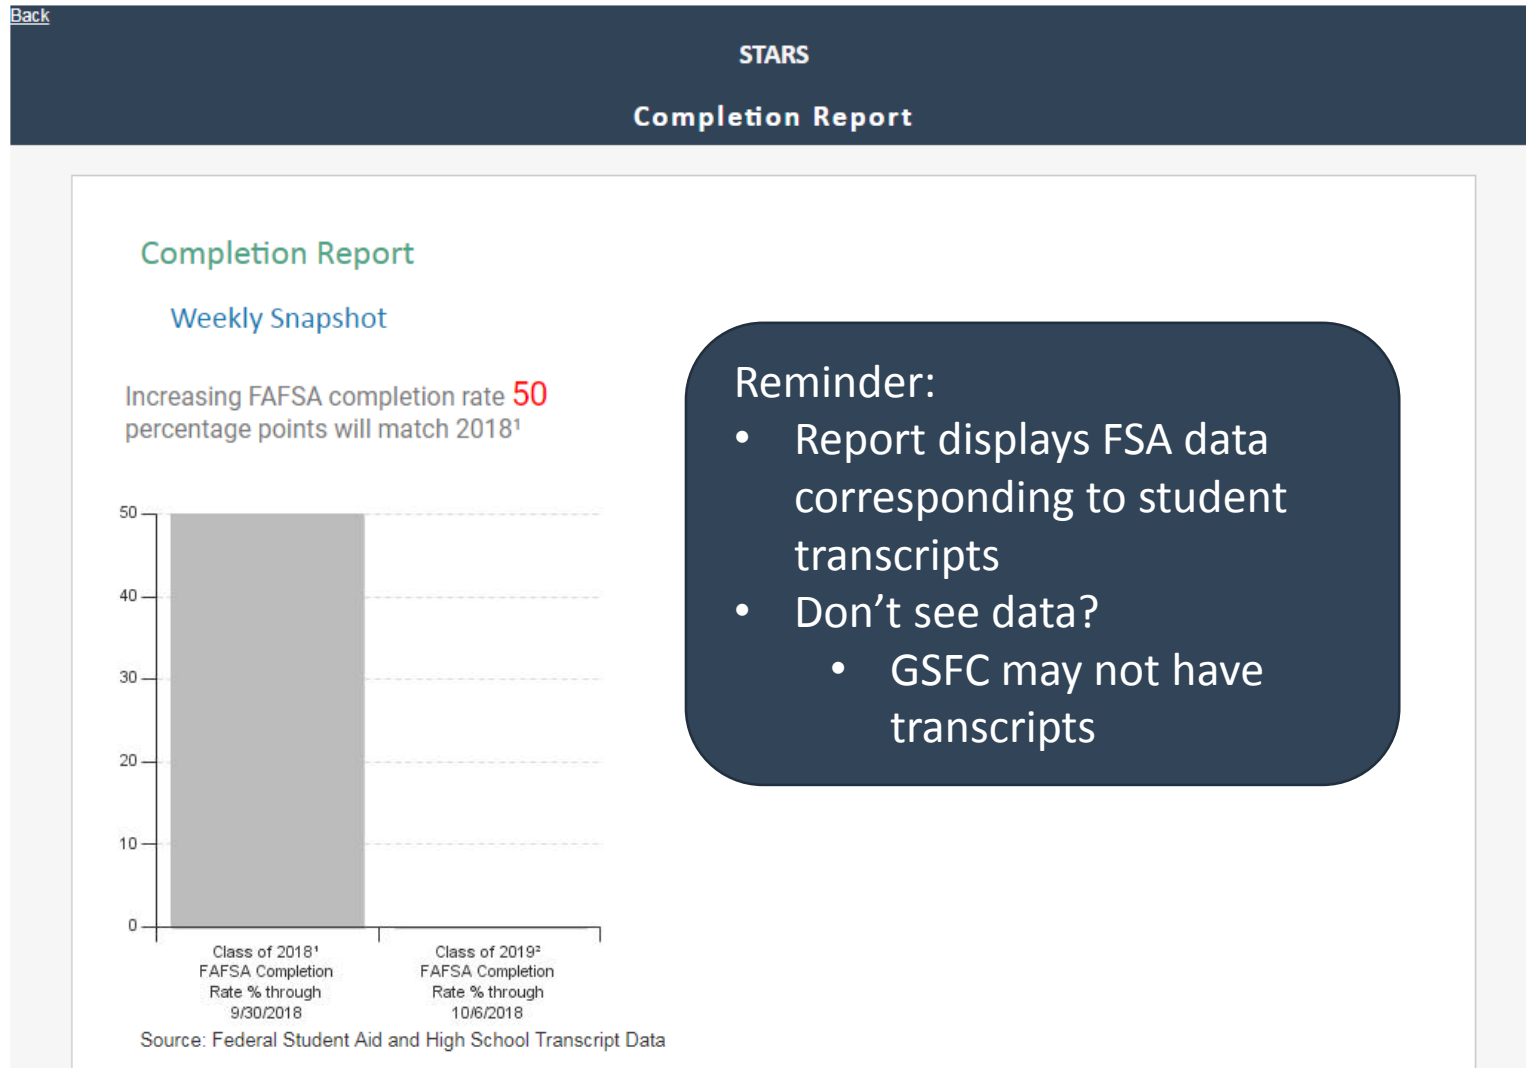 Back
STARS
Completion Report
Completion Report
Weekly Snapshot
Increasing FAFSA completion rate 50
percentage points will match 2018¹
50
40
30
20
10
0
Class of 2018¹
FAFSA Completion
Rate % through
9/30/2018
Class of 2019²
FAFSA Completion
Rate % through
10/6/2018
Source: Federal Student Aid and High School Transcript Data
Reminder:
• Report displays FSA data
corresponding to student
transcripts
• Don’t see data?
• GSFC may not have
transcripts